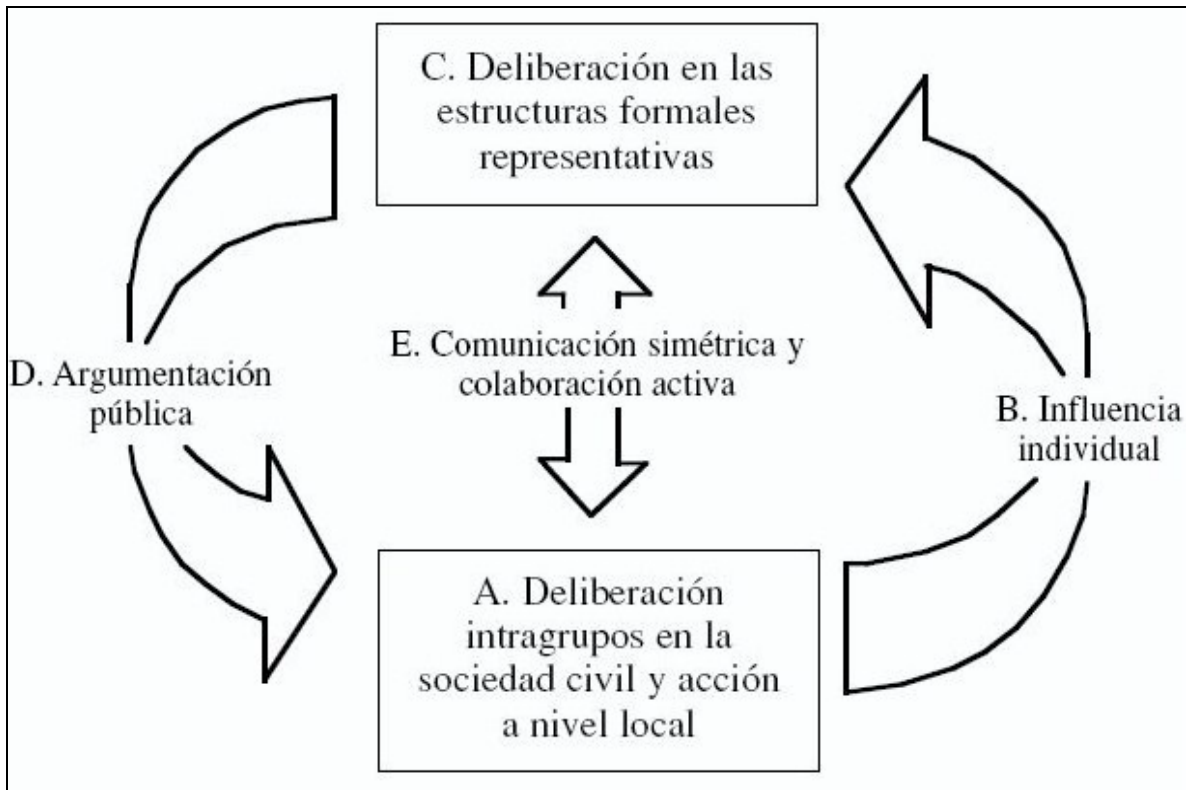 C. Deliberación en las
estructuras formales
representativas
E. Comunicación simétrica y
colaboración activa
D. Argumentación
pública
B. Influencia
individual
A. Deliberación
intragrupos en la
sociedad civil y acción
a nivel local